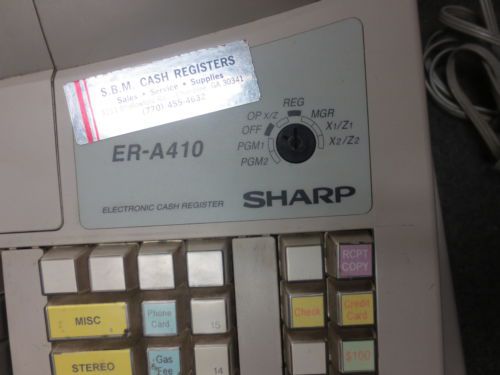 S.B.M. CASH REGISTERS
Sales • Service • Supplies
GA 30341
(770) 455-4632
REG
OP X/Z
MGR
OFF
X1/Z1
PGM1
X2/Z2
PGM2
ER-A410
ELECTRONIC CASH REGISTER
SHARP
RCPT
COPY
MISC
Phone
Card
15
Check
Credit
Card
STEREO
Gas
Fee
14
$100